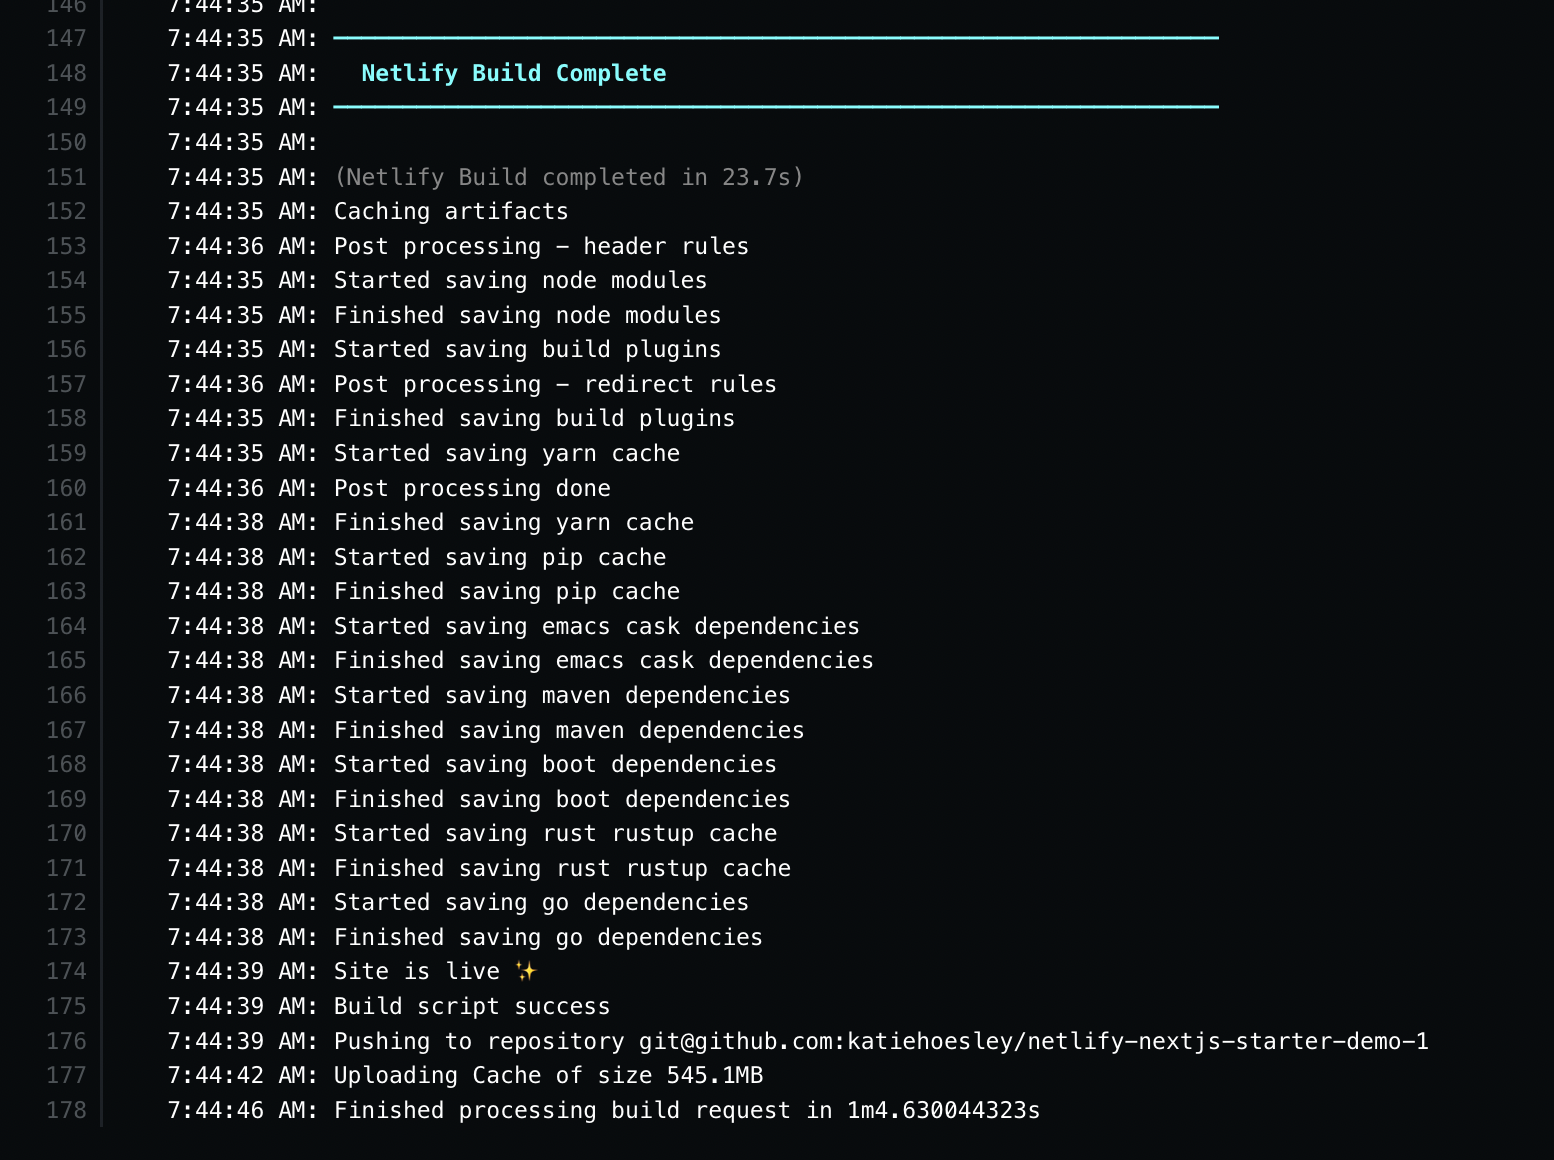 146 7:44:35 AM:
147 7:44:35 AM: ────────────────────────────────────────────────────────────────
148 7:44:35 AM:   Netlify Build Complete
149 7:44:35 AM: ────────────────────────────────────────────────────────────────
150 7:44:35 AM:
151 7:44:35 AM: (Netlify Build completed in 23.7s)
152 7:44:35 AM: Caching artifacts
153 7:44:36 AM: Post processing - header rules
154 7:44:35 AM: Started saving node modules
155 7:44:35 AM: Finished saving node modules
156 7:44:35 AM: Started saving build plugins
157 7:44:36 AM: Post processing - redirect rules
158 7:44:35 AM: Finished saving build plugins
159 7:44:35 AM: Started saving yarn cache
160 7:44:36 AM: Post processing done
161 7:44:38 AM: Finished saving yarn cache
162 7:44:38 AM: Started saving pip cache
163 7:44:38 AM: Finished saving pip cache
164 7:44:38 AM: Started saving emacs cask dependencies
165 7:44:38 AM: Finished saving emacs cask dependencies
166 7:44:38 AM: Started saving maven dependencies
167 7:44:38 AM: Finished saving maven dependencies
168 7:44:38 AM: Started saving boot dependencies
169 7:44:38 AM: Finished saving boot dependencies
170 7:44:38 AM: Started saving rust rustup cache
171 7:44:38 AM: Finished saving rust rustup cache
172 7:44:38 AM: Started saving go dependencies
173 7:44:38 AM: Finished saving go dependencies
174 7:44:39 AM: Site is live ✨
175 7:44:39 AM: Build script success
176 7:44:39 AM: Pushing to repository git@github.com:katiehoesley/netlify-nextjs-starter-demo-1
177 7:44:42 AM: Uploading Cache of size 545.1MB
178 7:44:46 AM: Finished processing build request in 1m4.630044323s